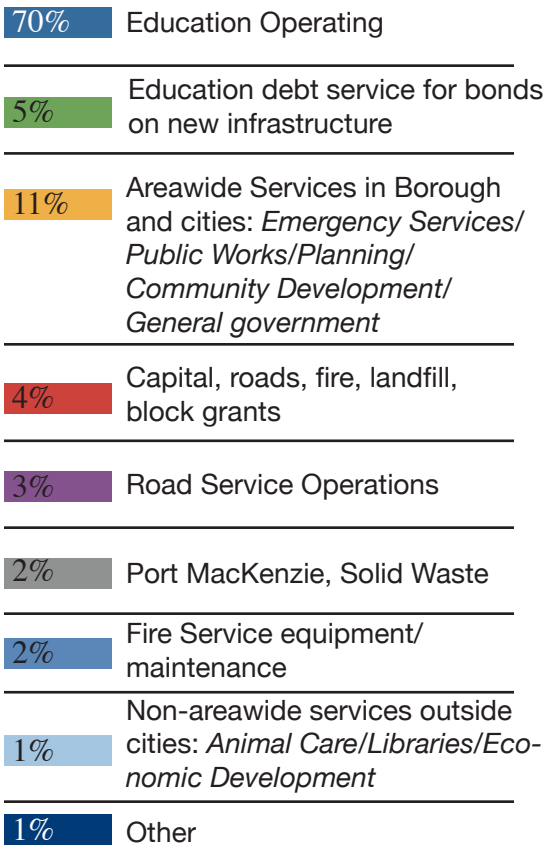 70% Education Operating
5% Education debt service for bonds
on new infrastructure
11% Areawide Services in Borough
and cities: Emergency Services/
Public Works/Planning/
Community Development/
General government
4% Capital, roads, fire, landfill,
block grants
3% Road Service Operations
2% Port MacKenzie, Solid Waste
2% Fire Service equipment/
maintenance
Non-areawide services outside
1% cities: Animal Care/Libraries/Eco-
nomic Development
1% Other